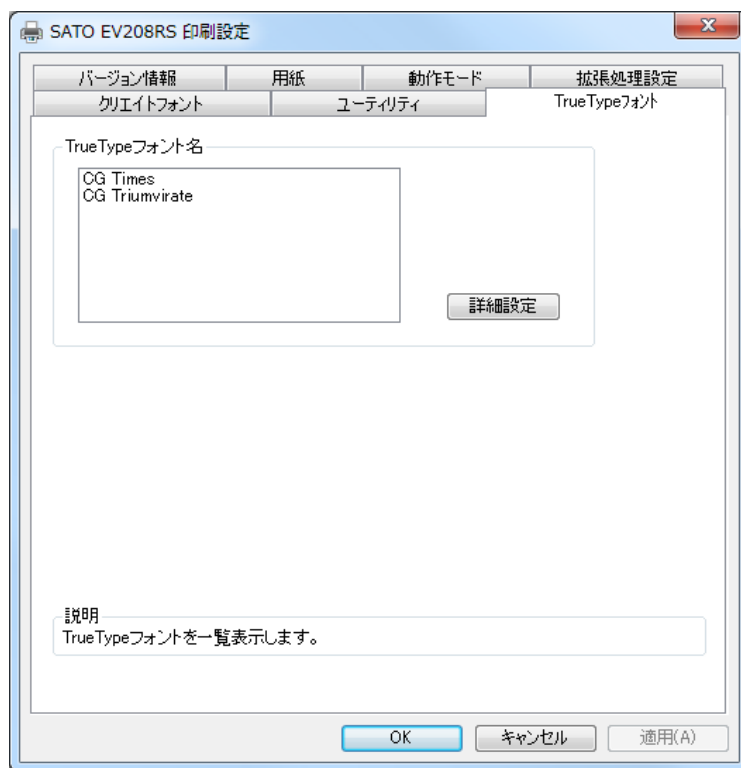 SATO EV208RS 印刷設定
バージョン情報 用紙 動作モード 拡張処理設定
クリエイトフォント ユーティリティ TrueTypeフォント
TrueTypeフォント名
CG Times
CG Triumvirate
詳細設定
説明
TrueTypeフォントを一覧表示します。
OK キャンセル 適用(A)